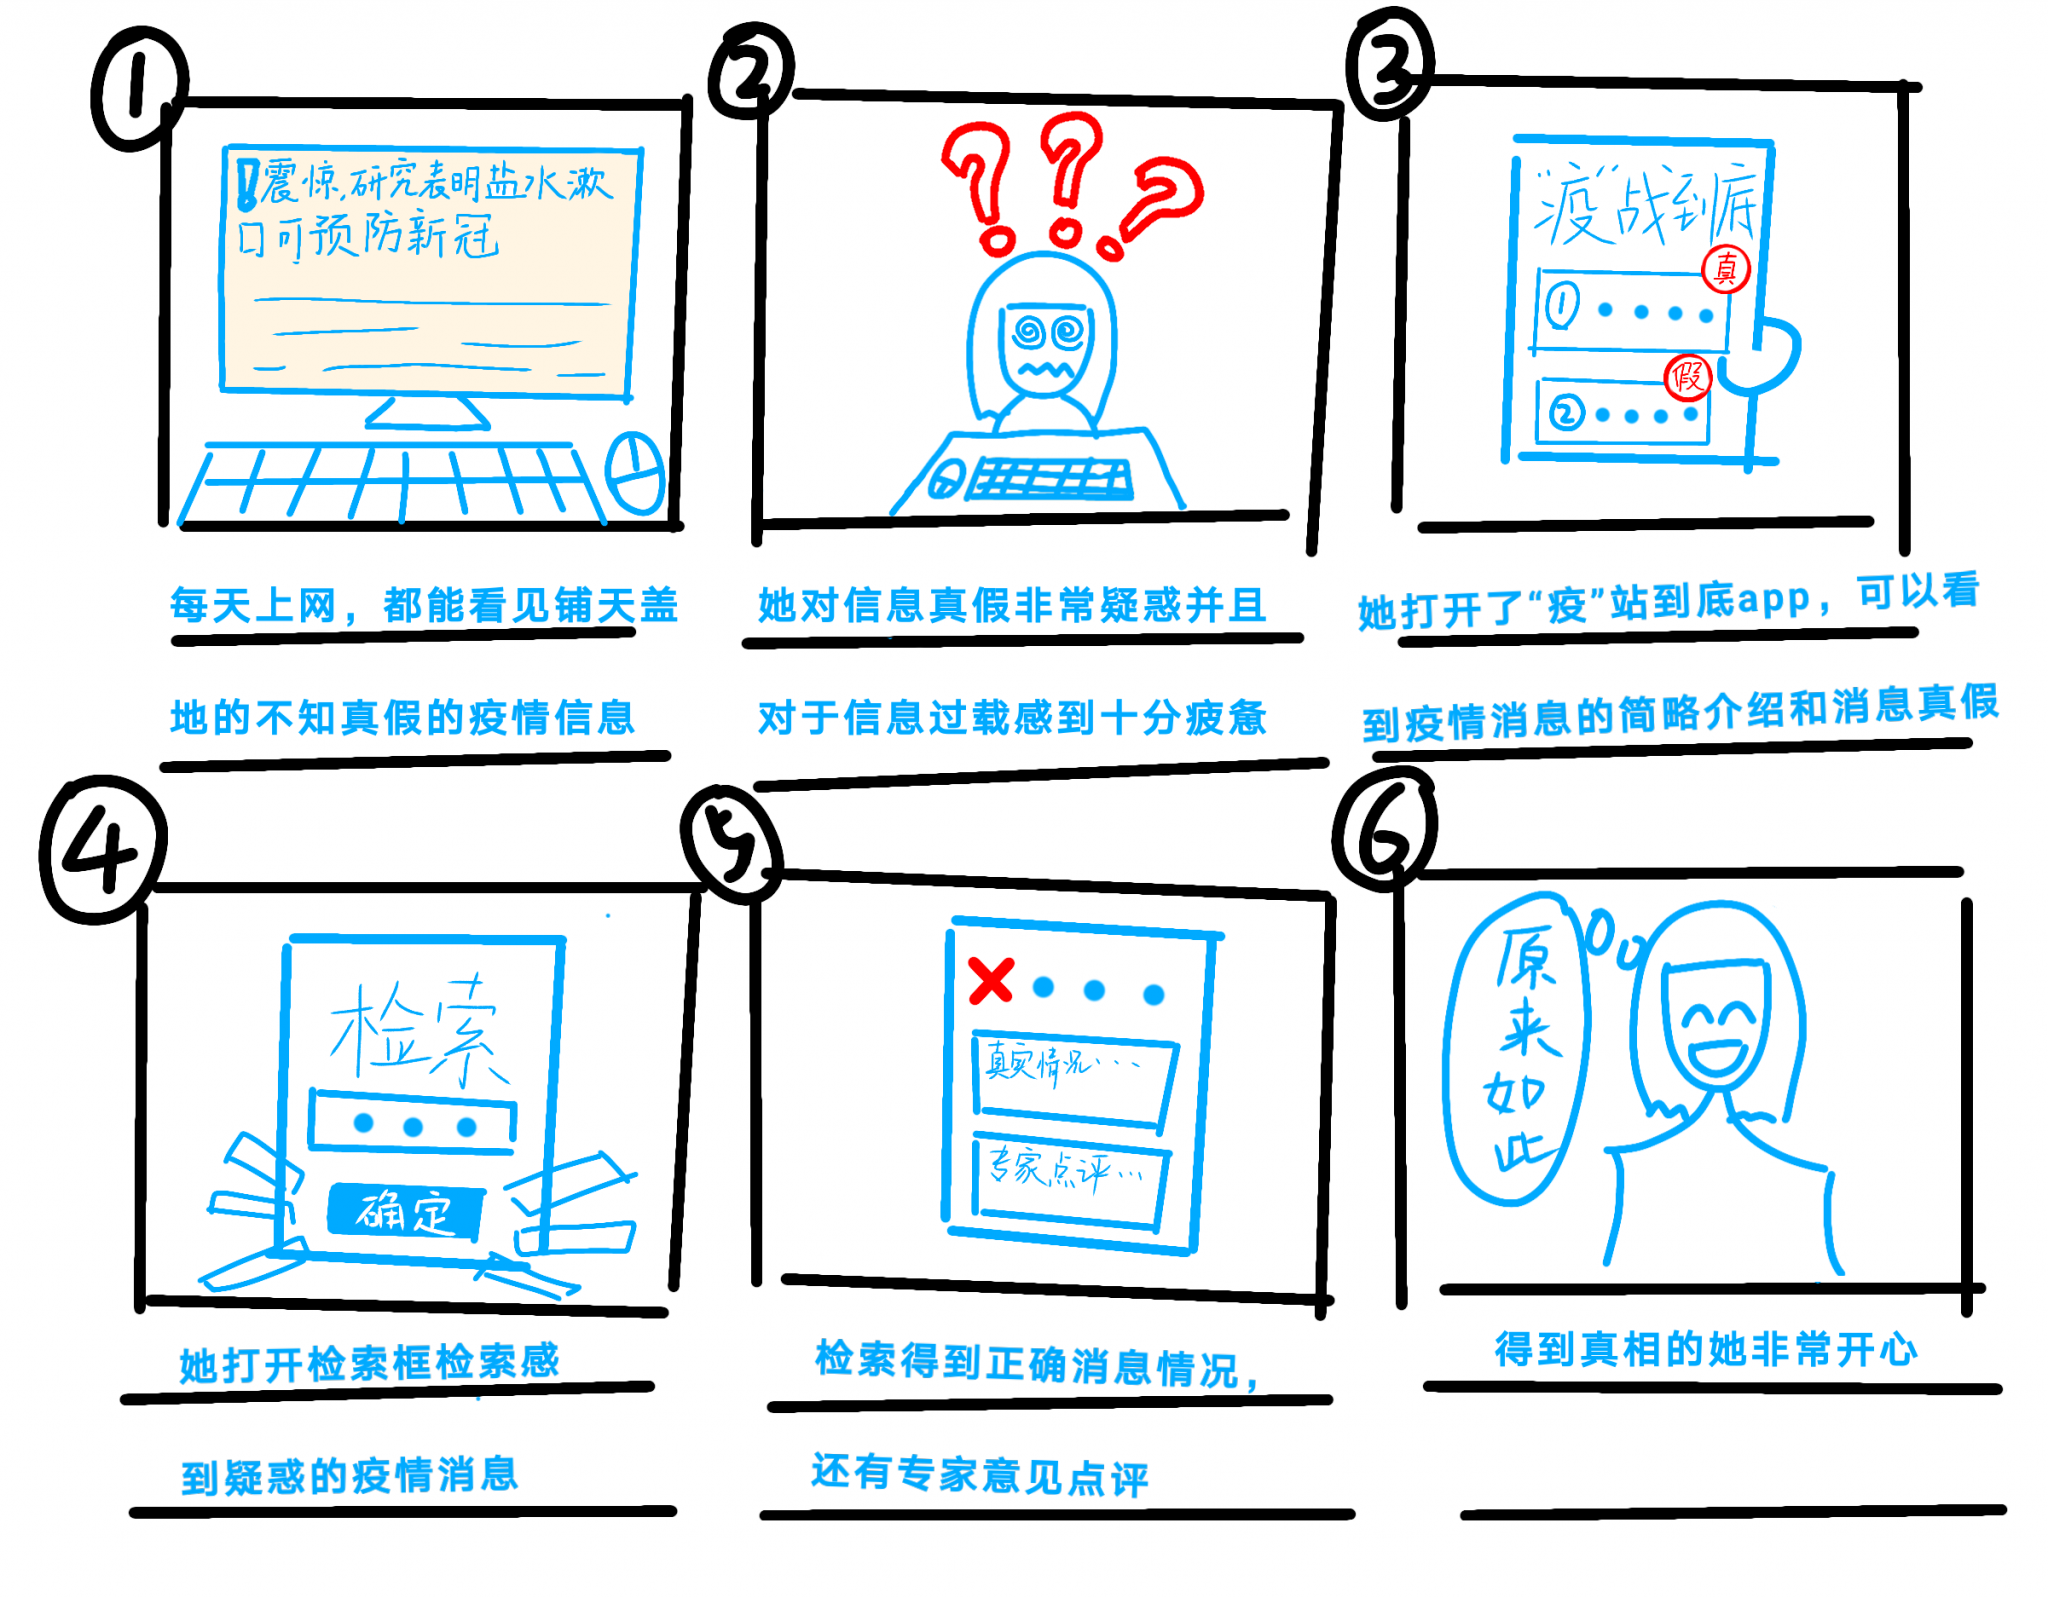 1
！震惊，研究表明盐水漱
口可预防新冠
每天上网，都能看见铺天盖
地的不知真假的疫情信息
2
? ? ?
她对信息真假非常疑惑并且
对于信息过载感到十分疲惫
3
“疫”战到底
真
①
假
②
她打开了“疫”站到底app，可以看
到疫情消息的简略介绍和消息真假
4
检索
确定
她打开检索框检索感
到疑惑的疫情消息
5
真实情况...
专家点评...
检索得到正确消息情况，
还有专家意见点评
6
原来如此
得到真相的她非常开心